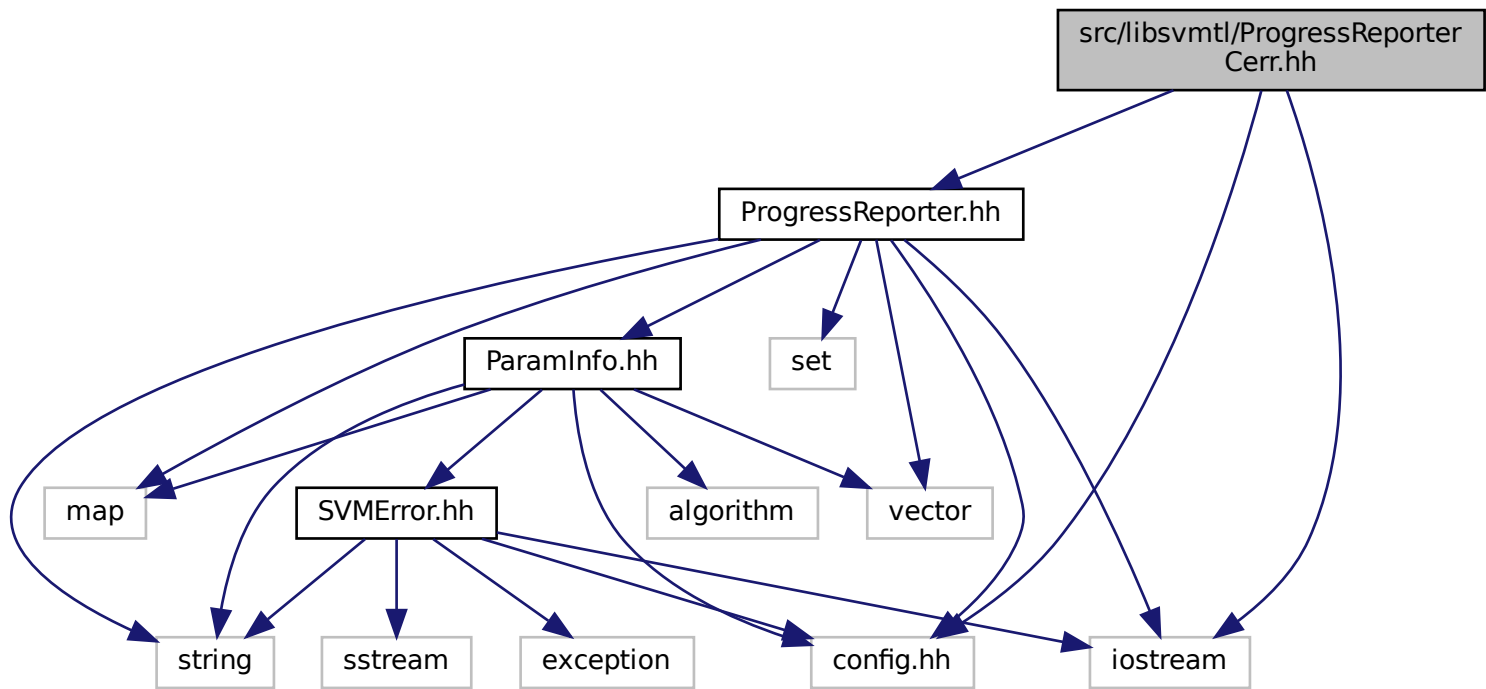 src/libsvmtl/ProgressReporter
Cerr.hh
ProgressReporter.hh
ParamInfo.hh
set
map
SVMError.hh
algorithm
vector
string
sstream
exception
config.hh
iostream